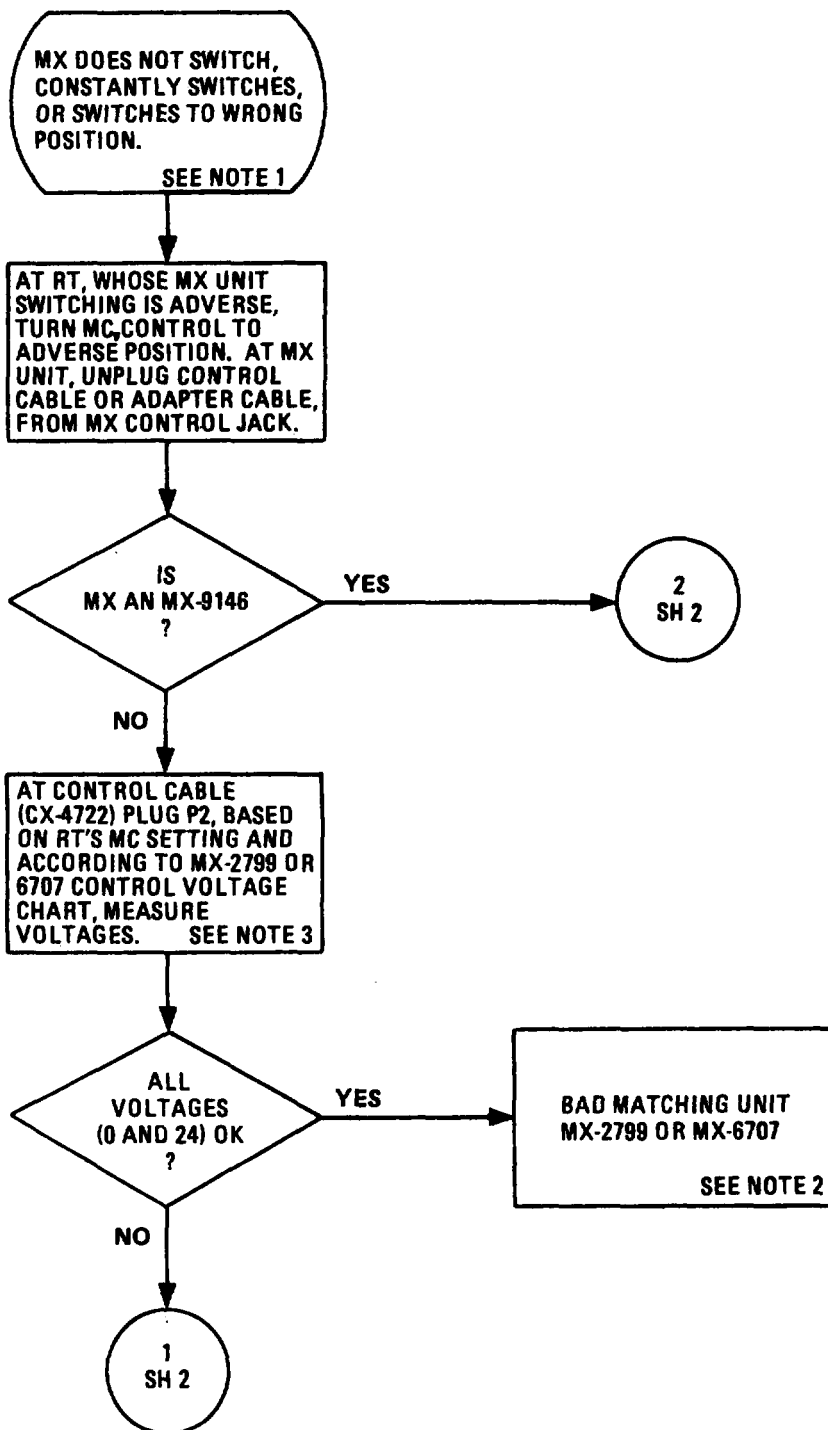 MX DOES NOT SWITCH,
CONSTANTLY SWITCHES,
OR SWITCHES TO WRONG
POSITION.
SEE NOTE 1
AT RT, WHOSE MX UNIT
SWITCHING IS ADVERSE,
TURN MC, CONTROL TO
ADVERSE POSITION. AT MX
UNIT, UNPLUG CONTROL
CABLE OR ADAPTER CABLE,
FROM MX CONTROL JACK.
IS
MX AN MX-9146
?
YES
2
SH 2
NO
AT CONTROL CABLE
(CX-4722) PLUG P2, BASED
ON RT'S MC SETTING AND
ACCORDING TO MX-2799 OR
6707 CONTROL VOLTAGE
CHART, MEASURE
VOLTAGES. SEE NOTE 3
ALL
VOLTAGES
(0 AND 24) OK
?
YES
BAD MATCHING UNIT
MX-2799 OR MX-6707
SEE NOTE 2
NO
1
SH 2